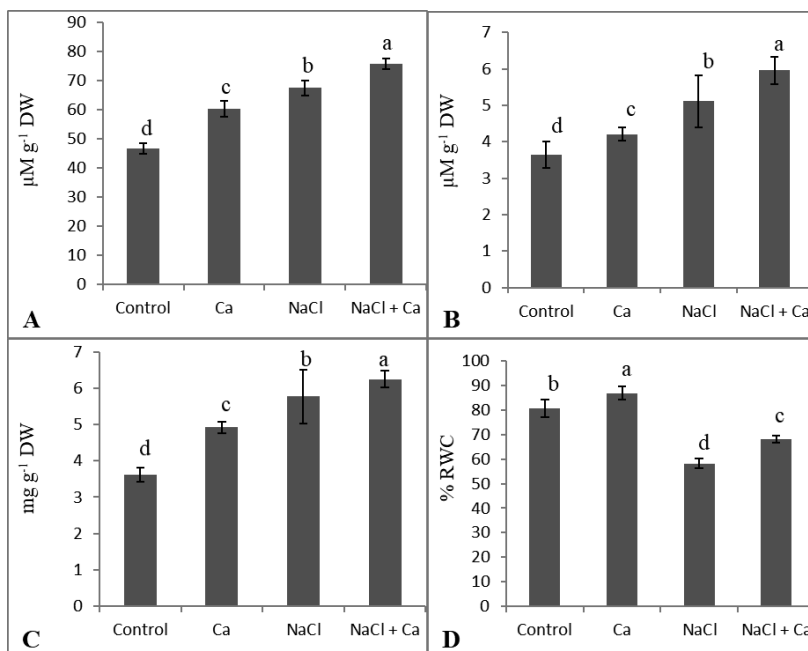 90
80
70
60
50
40
30
20
10
0
µM g⁻¹ DW
d
c
b
a
Control Ca NaCl NaCl + Ca
A
7
6
5
4
3
2
1
0
µM g⁻¹ DW
d
c
b
a
Control Ca NaCl NaCl + Ca
B
7
6
5
4
3
2
1
0
mg g⁻¹ DW
d
c
b
a
Control Ca NaCl NaCl + Ca
C
100
90
80
70
60
50
40
30
20
10
0
% RWC
b
a
d
c
Control Ca NaCl NaCl + Ca
D